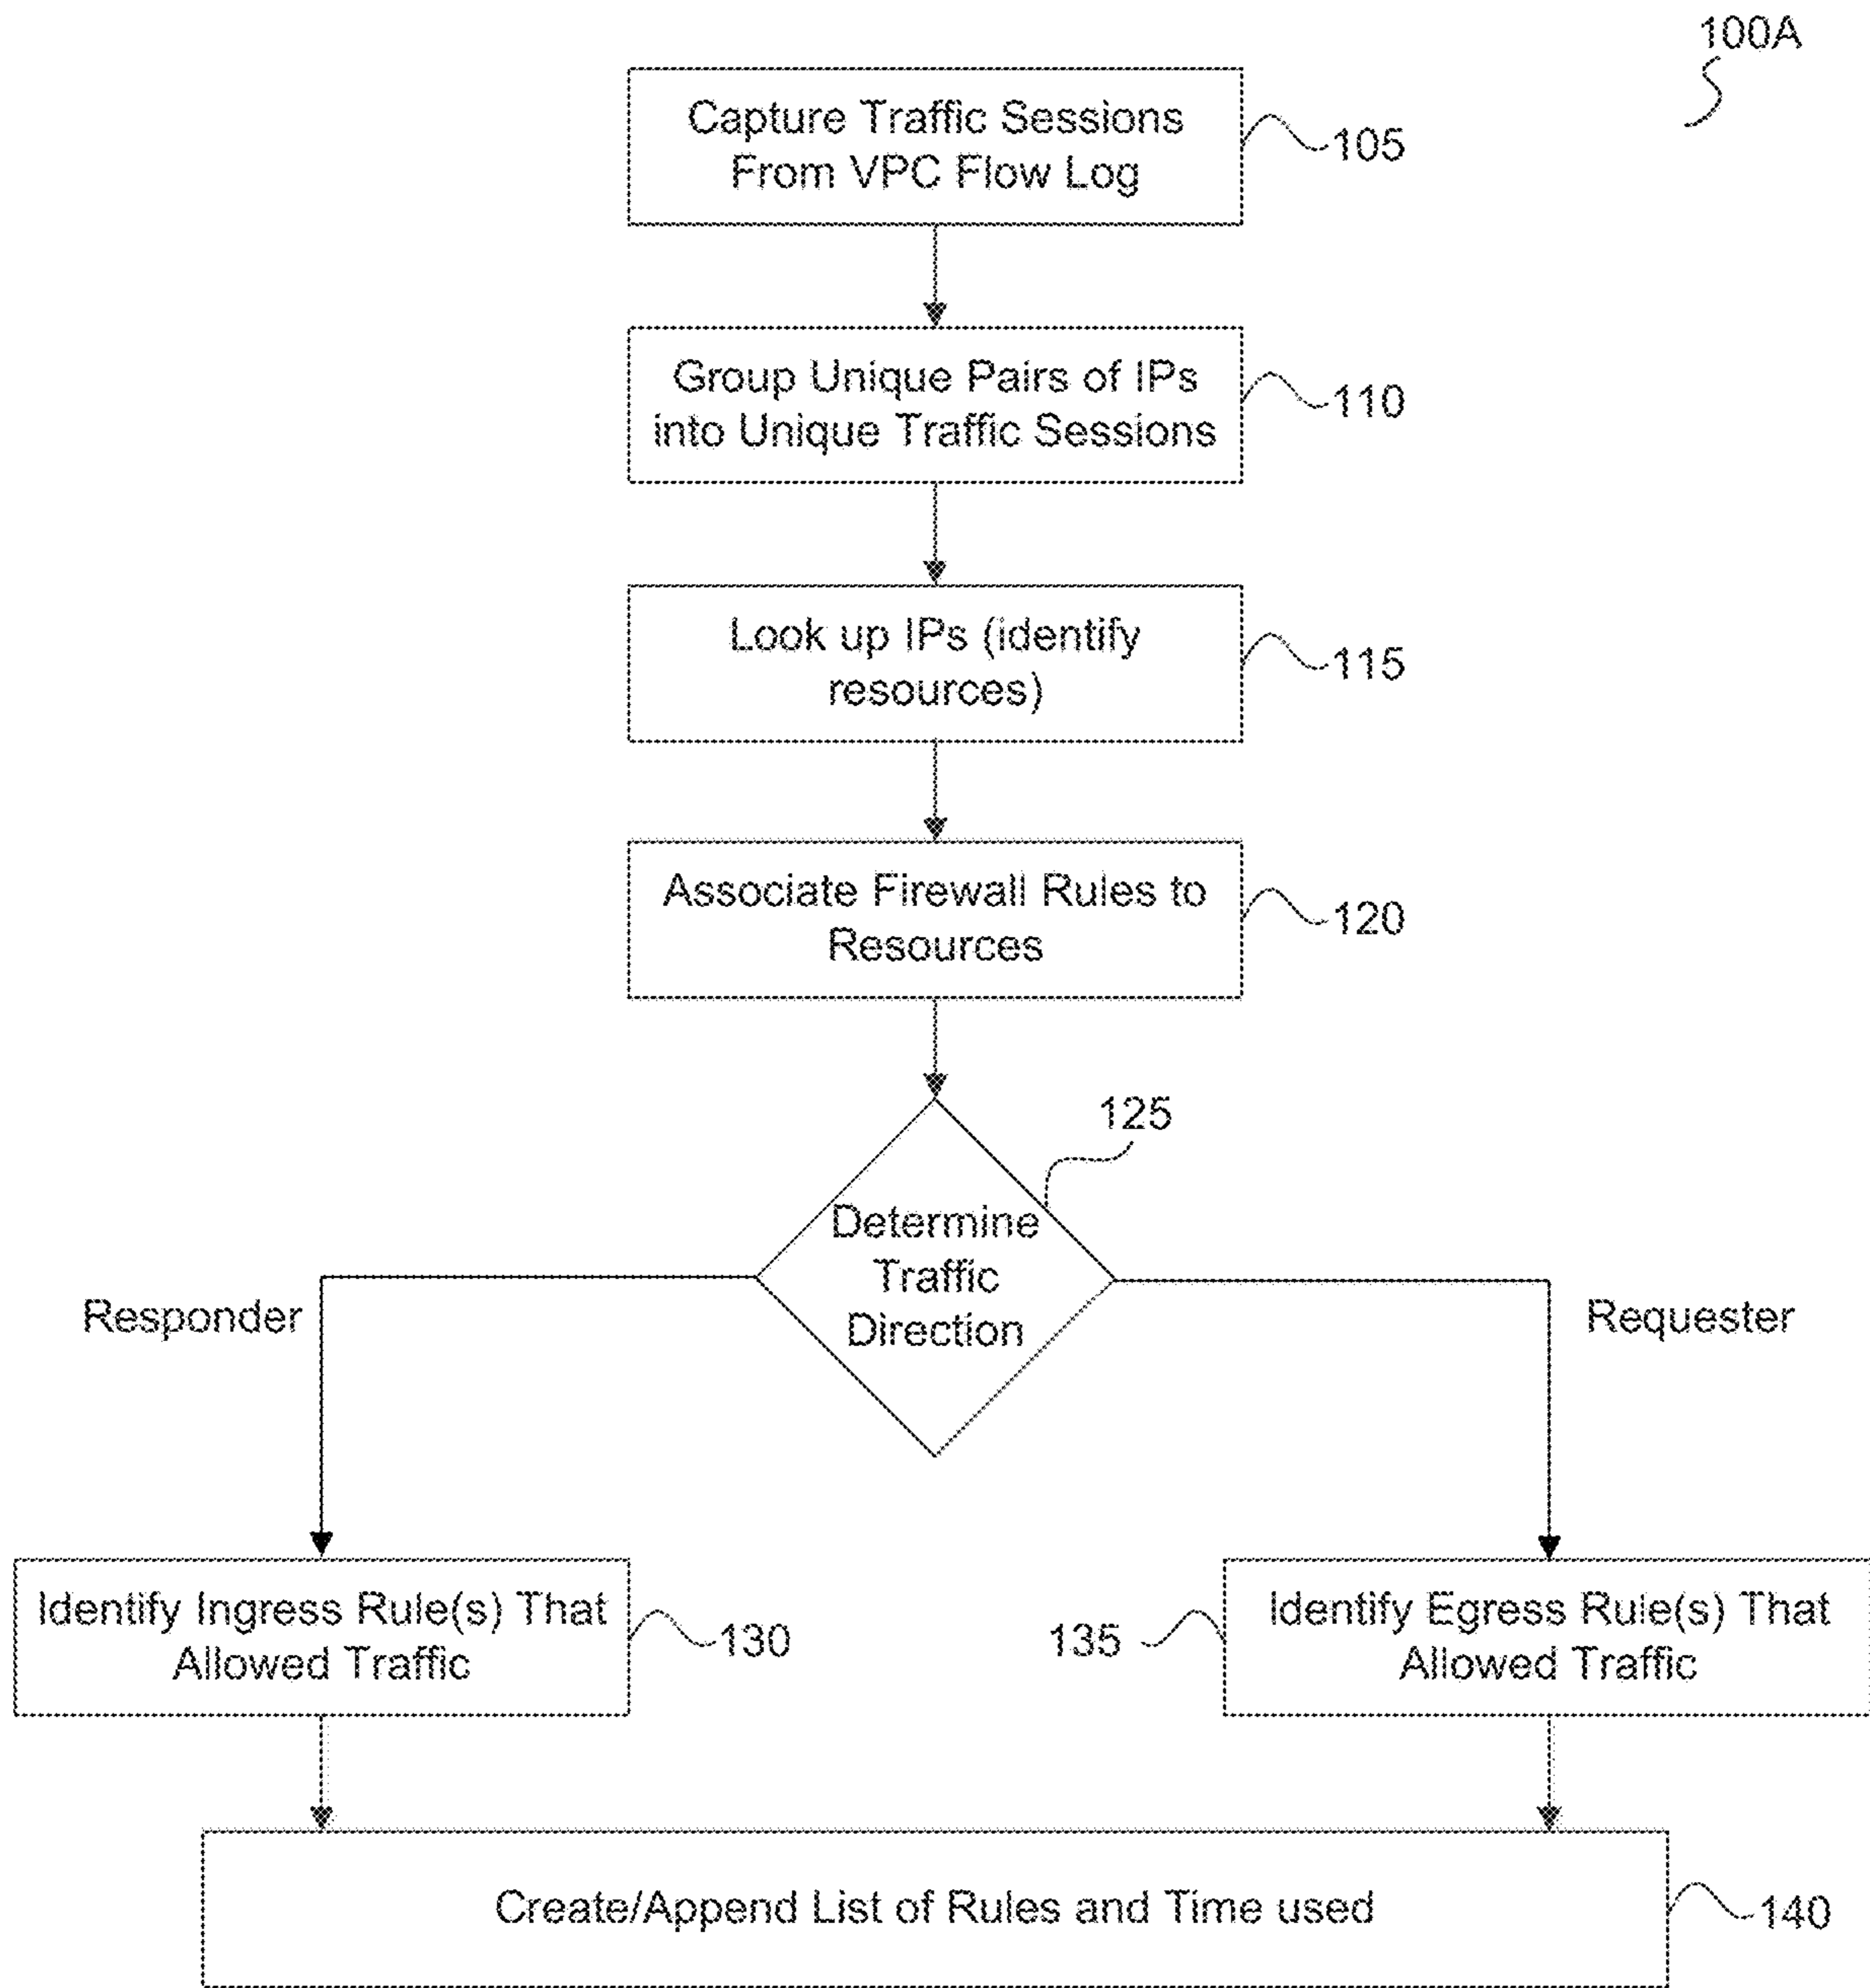 100A
Capture Traffic Sessions
From VPC Flow Log
105
Group Unique Pairs of IPs
into Unique Traffic Sessions
110
Look up IPs (identify
resources)
115
Associate Firewall Rules to
Resources
120
125
Determine
Traffic
Direction
Responder
Requester
Identify Ingress Rule(s) That
Allowed Traffic
130
135
Identify Egress Rule(s) That
Allowed Traffic
Create/Append List of Rules and Time used
140